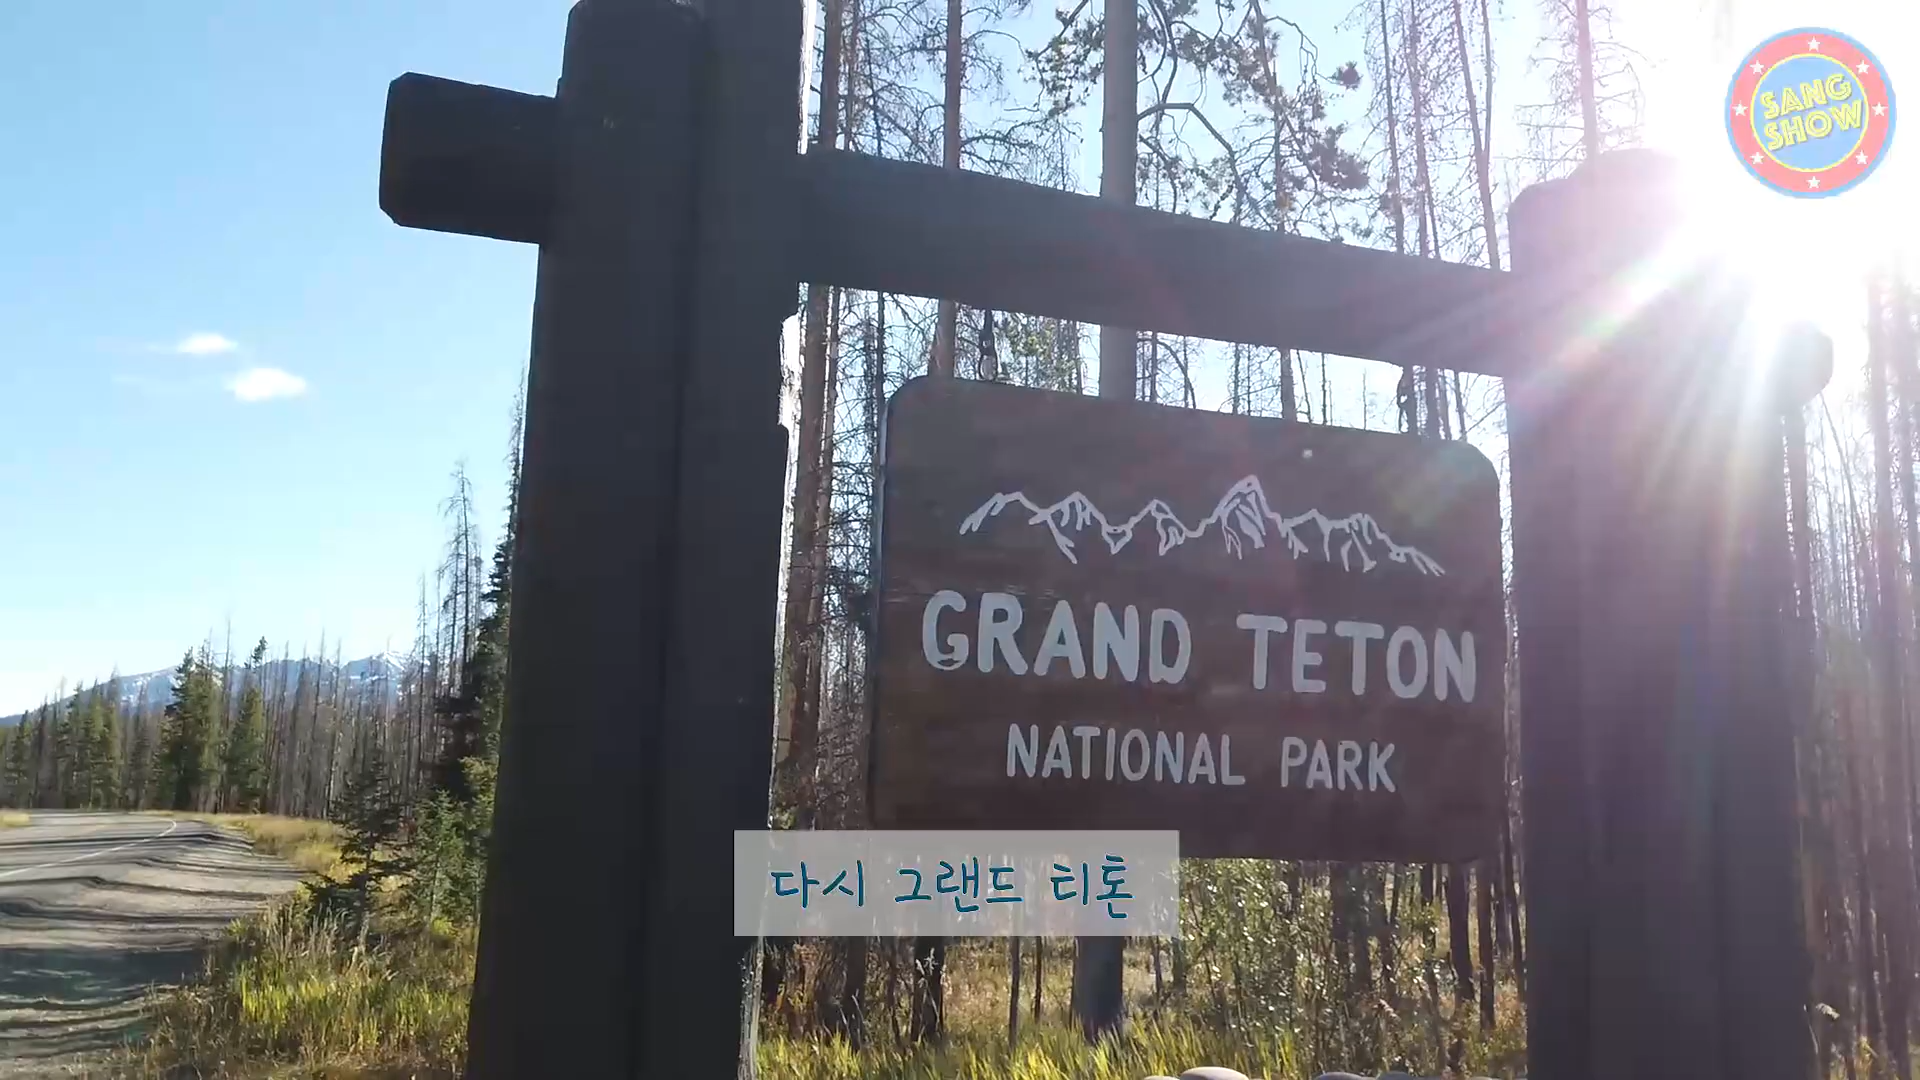 SANG
SHOW
GRAND TETON
NATIONAL PARK
다시 그랜드 티톤